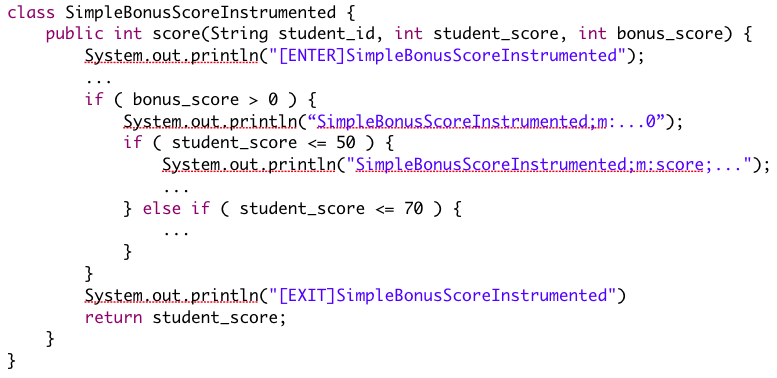 class SimpleBonusScoreInstrumented {
    public int score(String student_id, int student_score, int bonus_score) {
        System.out.println("[ENTER]SimpleBonusScoreInstrumented");
        ...
        if ( bonus_score > 0 ) {
            System.out.println(“SimpleBonusScoreInstrumented;m:...0”);
            if ( student_score <= 50 ) {
                System.out.println("SimpleBonusScoreInstrumented;m:score;...");
                ...
            } else if ( student_score <= 70 ) {
                ...
            }
        }
        System.out.println("[EXIT]SimpleBonusScoreInstrumented")
        return student_score;
    }
}